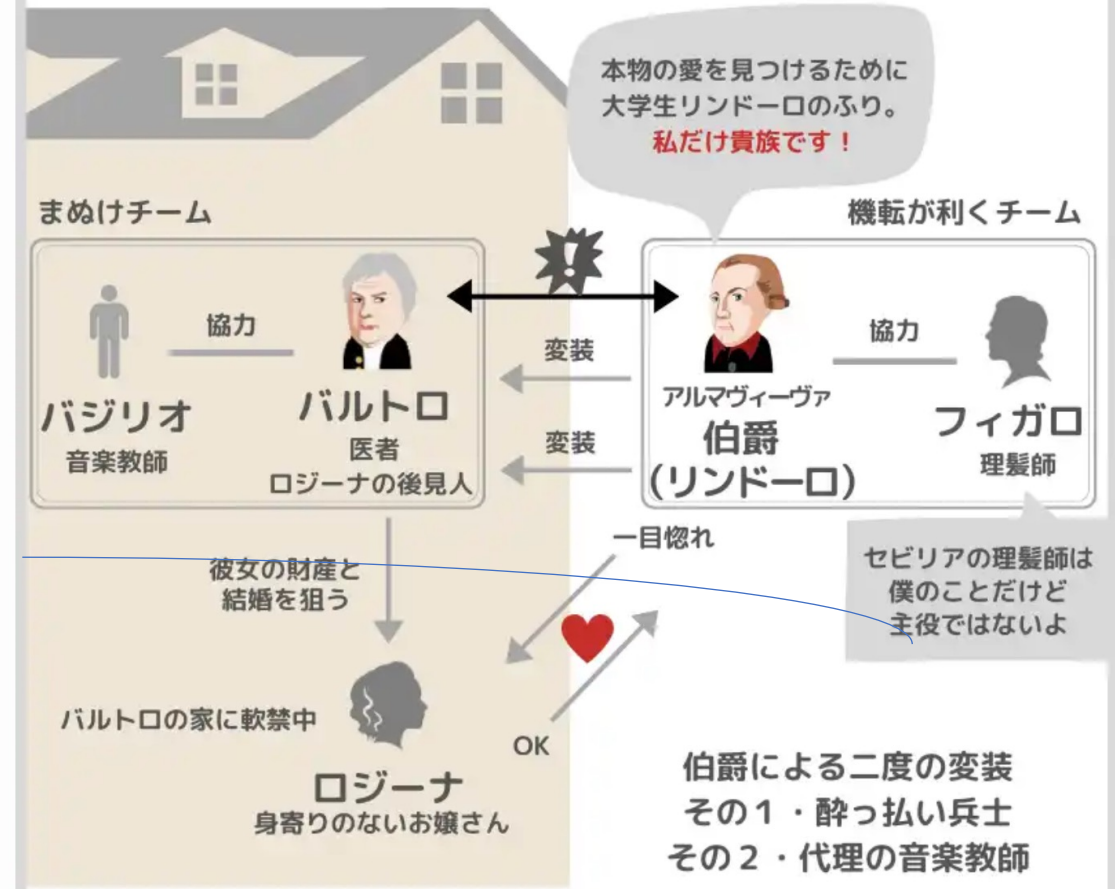 本物の愛を見つけるために
大学生リンドーロのふり。
私だけ貴族です！
まぬけチーム
機転が利くチーム
協力
バジリオ
音楽教師
バルトロ
医者
ロジーナの後見人
変装
変装
協力
アルマヴィーヴァ
伯爵
（リンドーロ）
フィガロ
理髪師
セビリアの理髪師は
僕のことだけど
主役ではないよ
一目惚れ
彼女の財産と
結婚を狙う
バルトロの家に軟禁中
OK
ロジーナ
身寄りのないお嬢さん
伯爵による二度の変装
その１・酔っ払い兵士
その２・代理の音楽教師